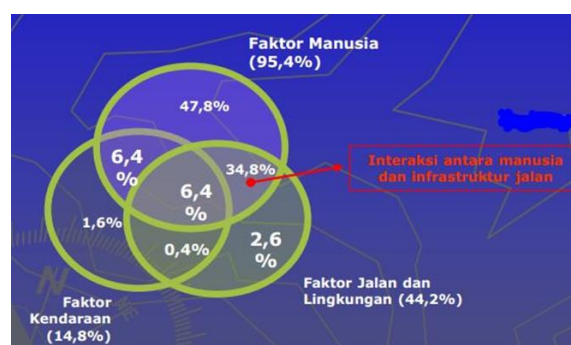 Faktor Manusia
(95,4%)
47,8%
6,4
%
34,8%
Interaksi antara manusia
dan infrastruktur jalan
6,4
%
1,6%
0,4%
2,6
%
Faktor Jalan dan
Lingkungan (44,2%)
Faktor
Kendaraan
(14,8%)
N